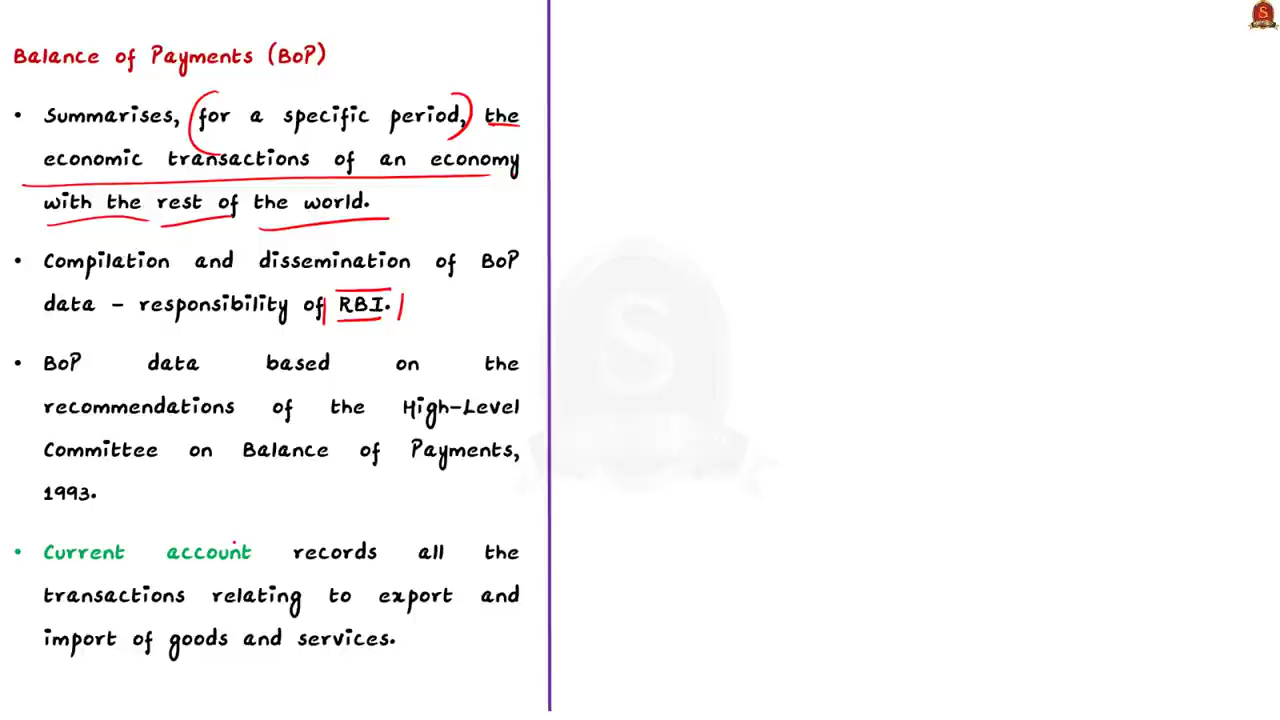 Balance of Payments (BoP)
• Summarises, for a specific period, the
economic transactions of an economy
with the rest of the world.
• Compilation and dissemination of BoP
data – responsibility of RBI.
• BoP data based on the
recommendations of the High-Level
Committee on Balance of Payments,
1993.
• Current account records all the
transactions relating to export and
import of goods and services.
S